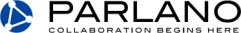 PARLANO
COLLABORATION BEGINS HERE